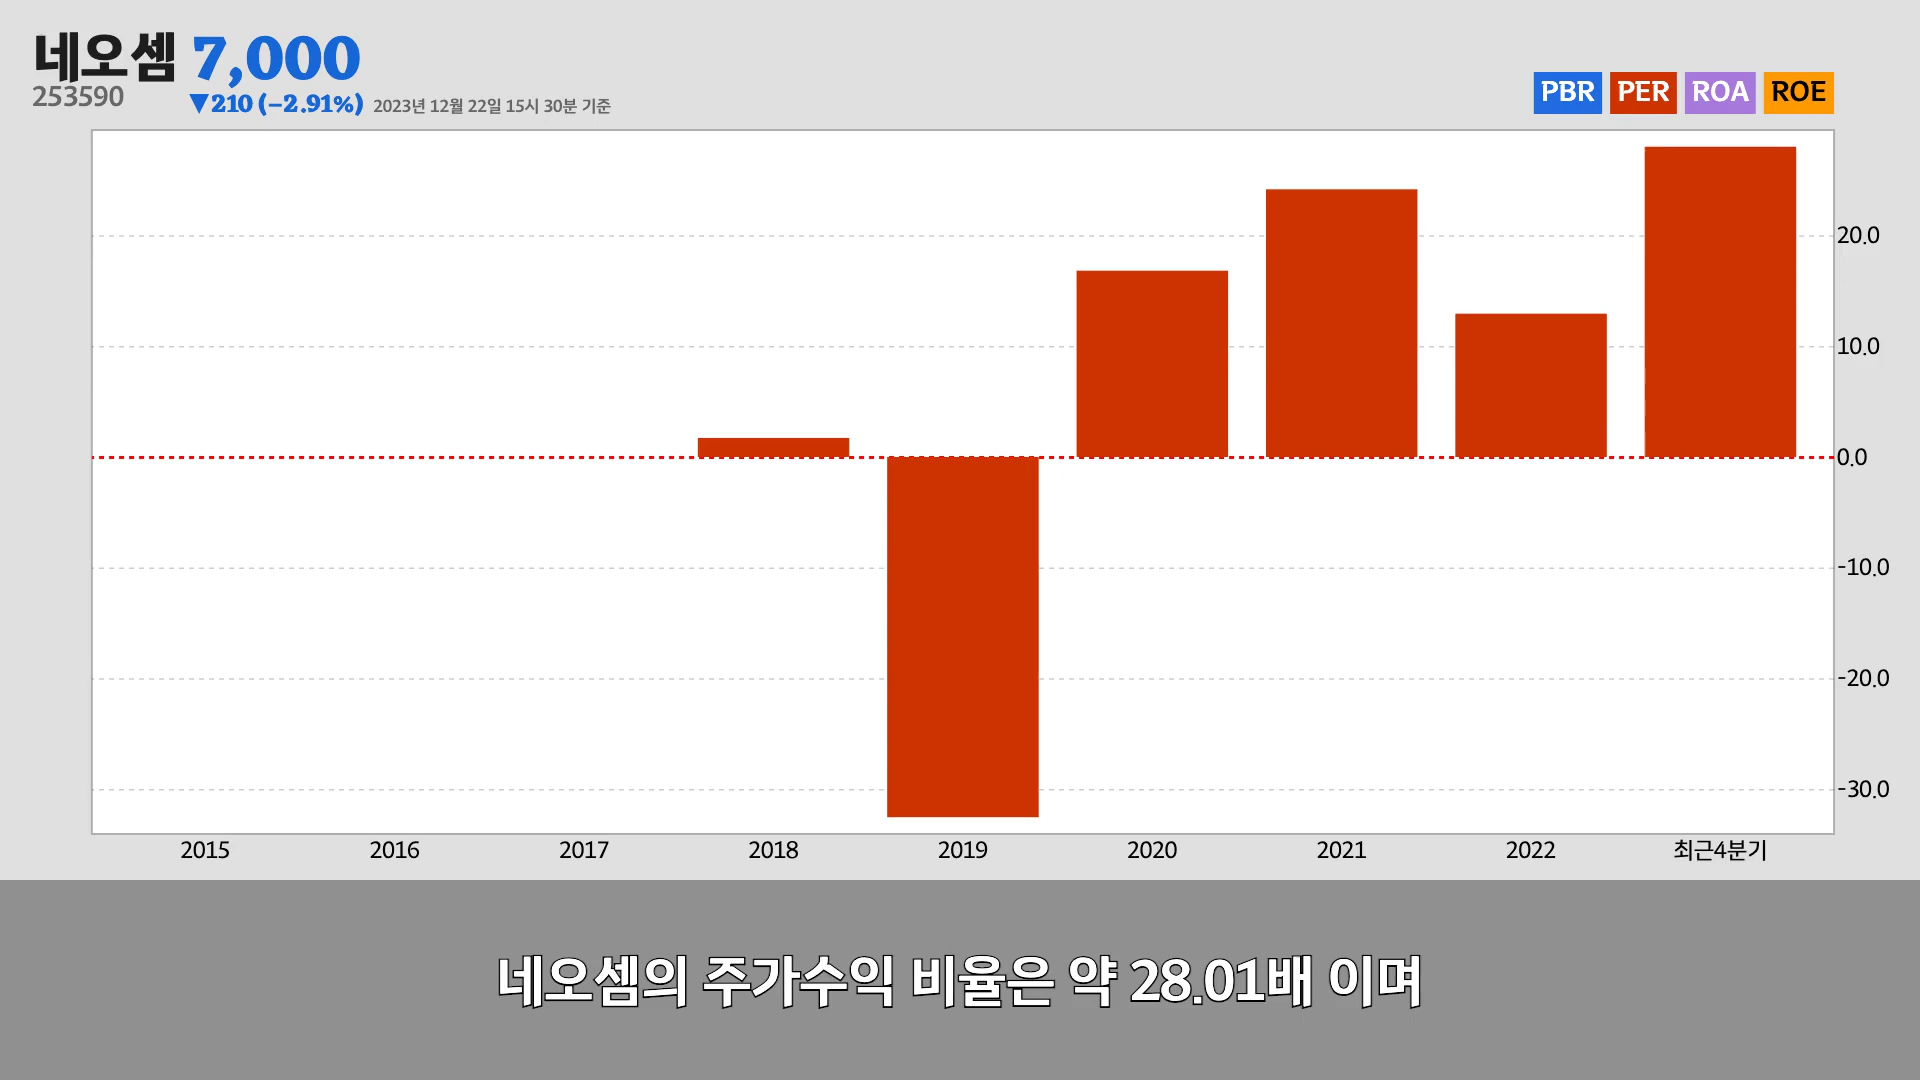 네오셈 7,000
253590 ▼210 (−2.91%) 2023년 12월 22일 15시 30분 기준
PBR PER ROA ROE
20.0
10.0
0.0
-10.0
-20.0
-30.0
2015 2016 2017 2018 2019 2020 2021 2022 최근4분기
네오셈의 주가수익 비율은 약 28.01배 이며